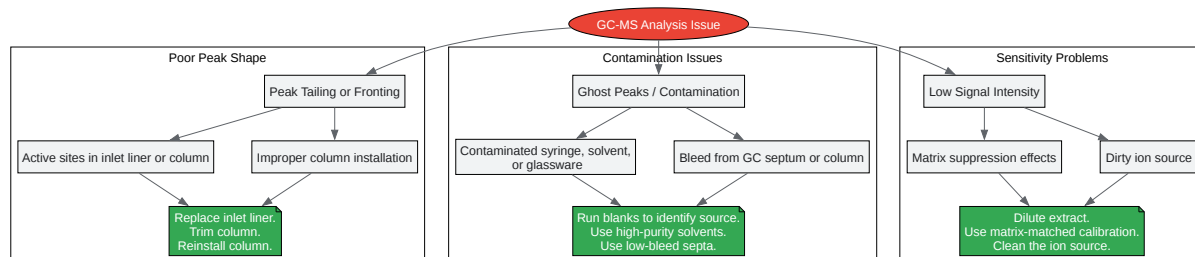 GC-MS Analysis Issue
Poor Peak Shape
Peak Tailing or Fronting
Active sites in inlet liner or column
Improper column installation
Replace inlet liner.
Trim column.
Reinstall column.
Contamination Issues
Ghost Peaks / Contamination
Contaminated syringe, solvent,
or glassware
Bleed from GC septum or column
Run blanks to identify source.
Use high-purity solvents.
Use low-bleed septa.
Sensitivity Problems
Low Signal Intensity
Matrix suppression effects
Dirty ion source
Dilute extract.
Use matrix-matched calibration.
Clean the ion source.